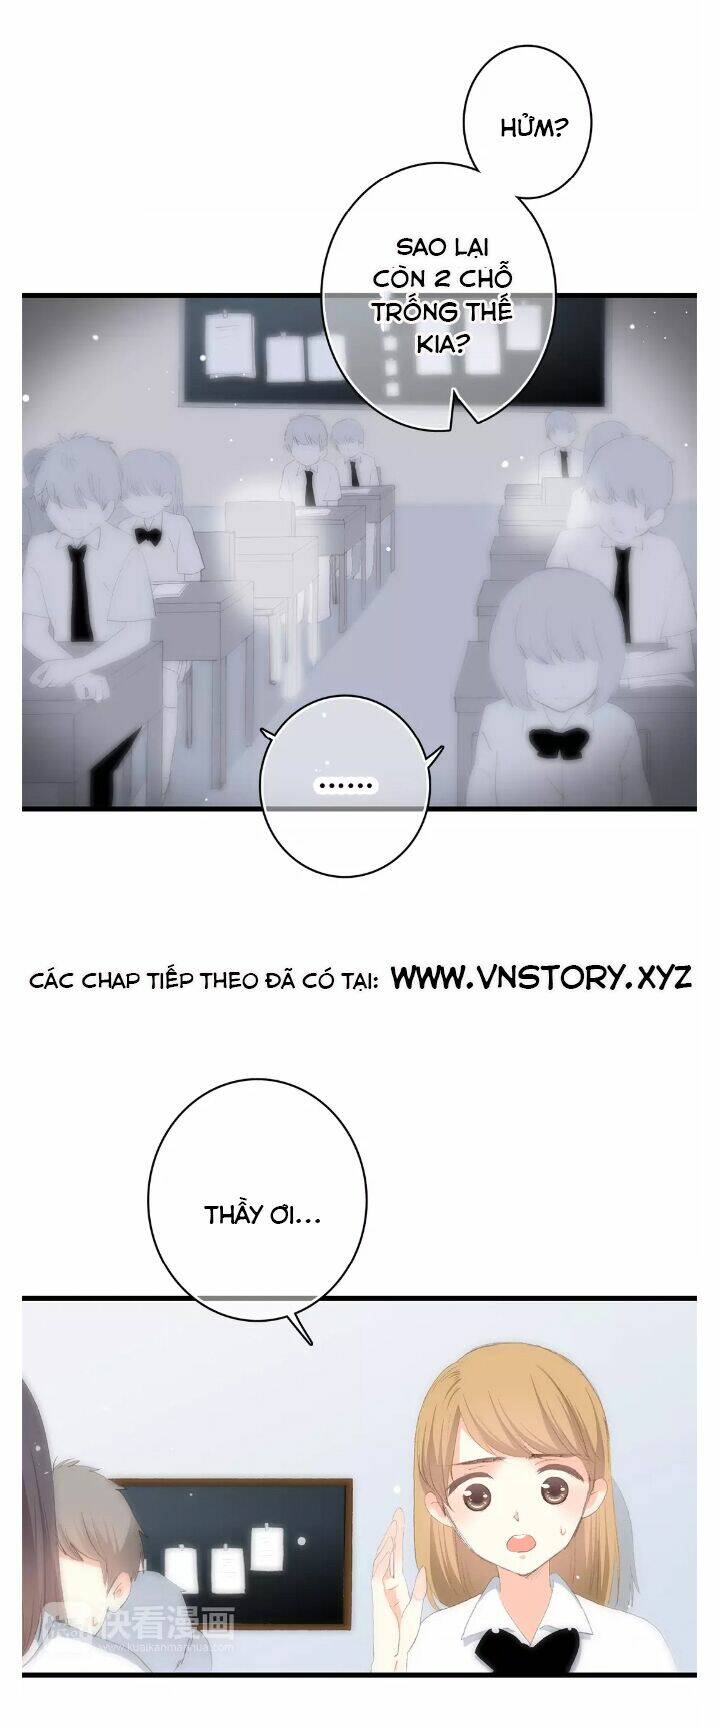 HỬM?
SAO LẠI
CÒN 2 CHỖ
TRỐNG THẾ
KIA?
......
CÁC CHAP TIẾP THEO ĐÃ CÓ TẠI: WWW.VNSTORY.XYZ
THẦY ƠI...
快看漫画
www.kuaikanmanhua.com